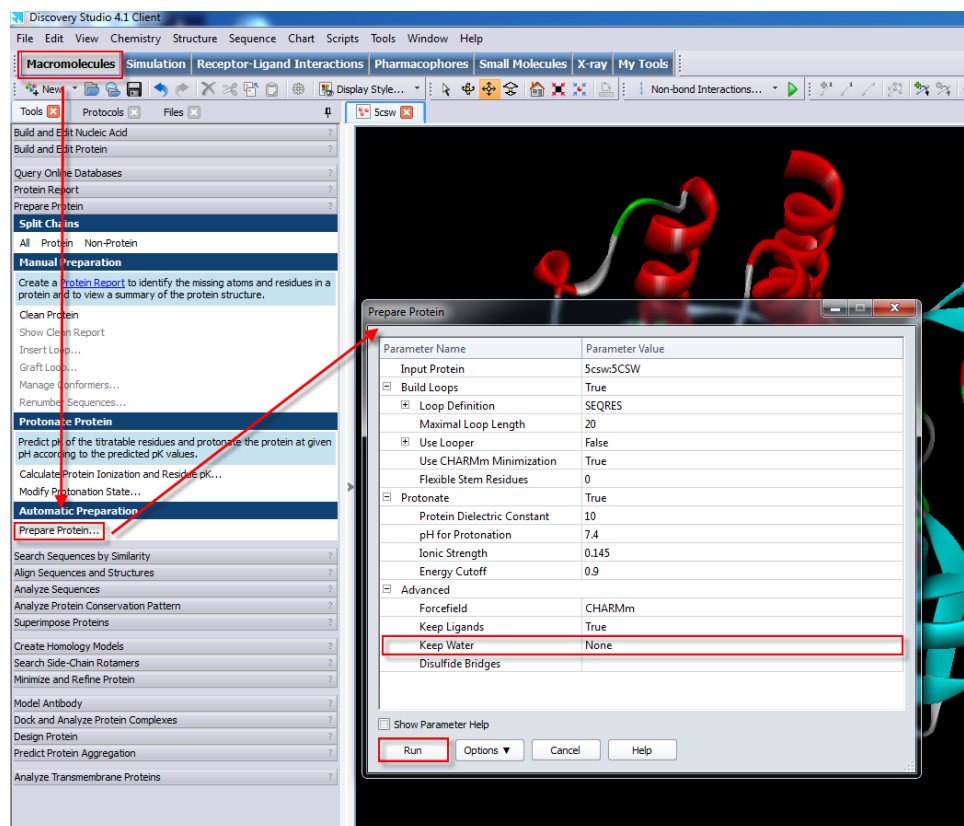 Discovery Studio 4.1 Client
File Edit View Chemistry Structure Sequence Chart Scripts Tools Window Help
Macromolecules Simulation Receptor-Ligand Interactions Pharmacophores Small Molecules X-ray My Tools
New Display Style... Non-bond Interactions...
Tools Protocols Files 5csw
Build and Edit Nucleic Acid ?
Build and Edit Protein ?
Query Online Databases ?
Protein Report ?
Prepare Protein ?
Split Chains
All Protein Non-Protein
Manual Preparation
Create a Protein Report to identify the missing atoms and residues in a
protein and to view a summary of the protein structure.
Clean Protein
Show Clean Report
Insert Loop...
Graft Loop...
Manage Conformers...
Renumber Sequences...
Protonate Protein
Predict pK of the titratable residues and protonate the protein at given
pH according to the predicted pK values.
Calculate Protein Ionization and Residue pK...
Modify Protonation State...
Automatic Preparation
Prepare Protein...
Search Sequences by Similarity ?
Align Sequences and Structures ?
Analyze Sequences ?
Analyze Protein Conservation Pattern ?
Superimpose Proteins ?
Create Homology Models ?
Search Side-Chain Rotamers ?
Minimize and Refine Protein ?
Model Antibody ?
Dock and Analyze Protein Complexes ?
Design Protein ?
Predict Protein Aggregation ?
Analyze Transmembrane Proteins ?
Prepare Protein
Parameter Name Parameter Value
Input Protein 5csw:5CSW
Build Loops True
Loop Definition SEQRES
Maximal Loop Length 20
Use Looper False
Use CHARMm Minimization True
Flexible Stem Residues 0
Protonate True
Protein Dielectric Constant 10
pH for Protonation 7.4
Ionic Strength 0.145
Energy Cutoff 0.9
Advanced
Forcefield CHARMm
Keep Ligands True
Keep Water None
Disulfide Bridges
Show Parameter Help
Run Options ▼ Cancel Help